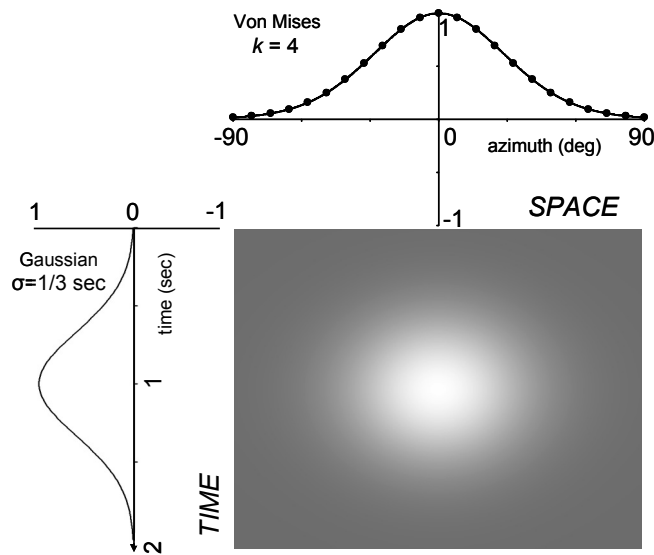 Von Mises
k = 4
1
-90
0
90
azimuth (deg)
-1
SPACE
1
0
-1
Gaussian
σ=1/3 sec
time (sec)
1
2
TIME